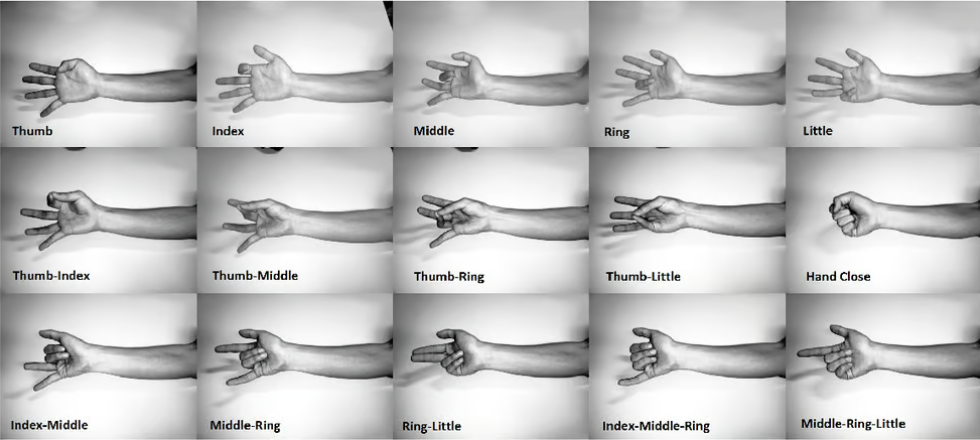 Thumb
Index
Middle
Ring
Little
Thumb-Index
Thumb-Middle
Thumb-Ring
Thumb-Little
Hand Close
Index-Middle
Middle-Ring
Ring-Little
Index-Middle-Ring
Middle-Ring-Little